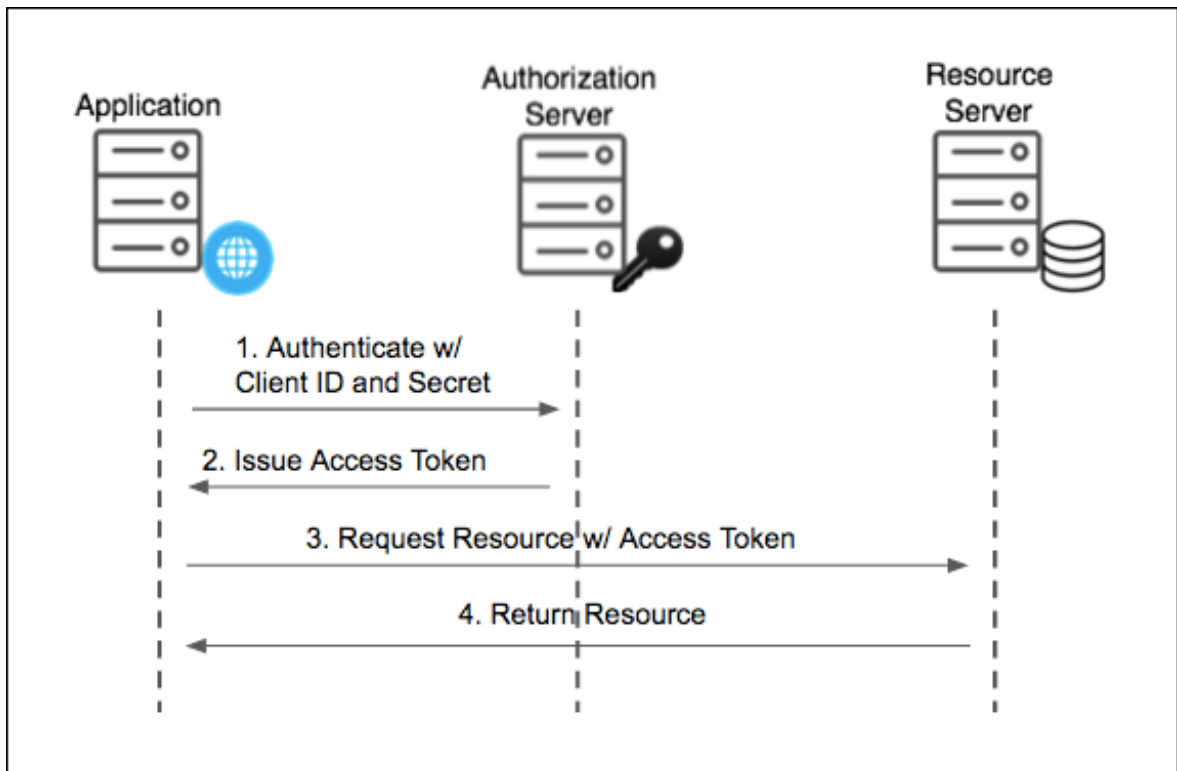 Application
Authorization
Server
Resource
Server
1. Authenticate w/
Client ID and Secret
2. Issue Access Token
3. Request Resource w/ Access Token
4. Return Resource